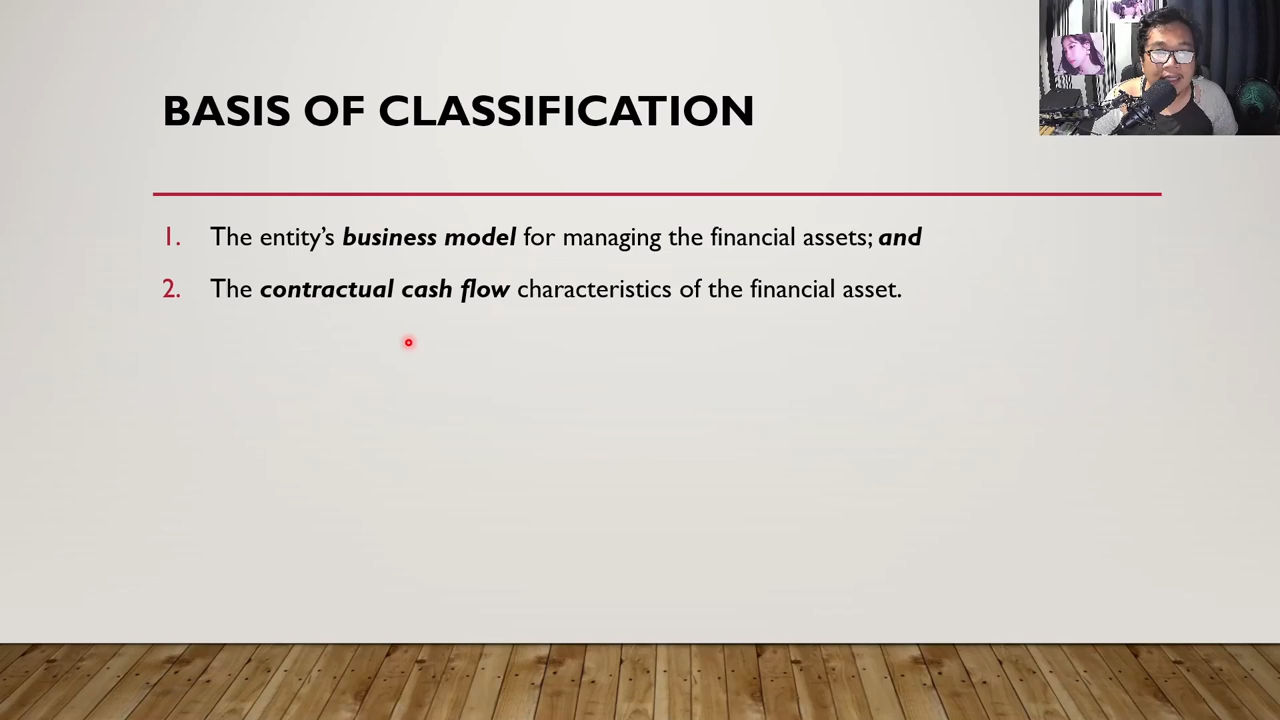 BASIS OF CLASSIFICATION
1. The entity's business model for managing the financial assets; and
2. The contractual cash flow characteristics of the financial asset.